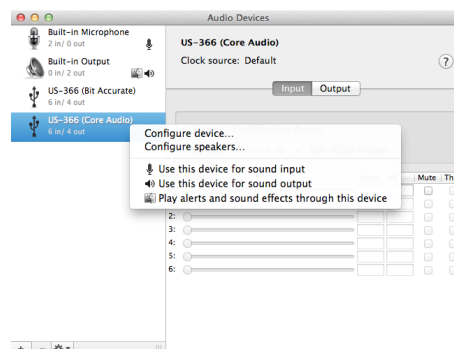 Audio Devices
Built-in Microphone
2 in/ 0 out
Built-in Output
0 in/ 2 out
US-366 (Bit Accurate)
6 in/ 4 out
US-366 (Core Audio)
6 in/ 4 out
US-366 (Core Audio)
Clock source: Default
?
Input Output
Configure device...
Configure speakers...
Use this device for sound input
Use this device for sound output
Play alerts and sound effects through this device
Mute Th
2:
3:
4:
5:
6: